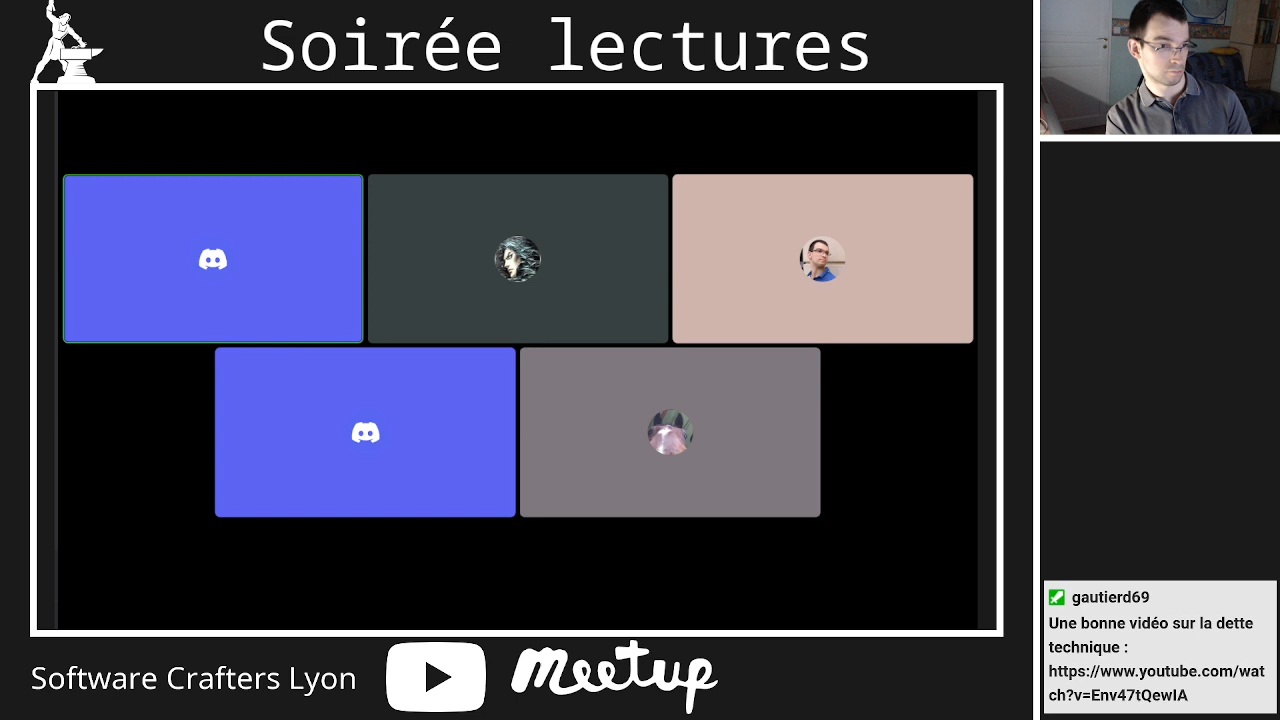 Soirée lectures
gautierd69
Une bonne vidéo sur la dette
technique :
https://www.youtube.com/wat
ch?v=Env47tQewIA
Software Crafters Lyon
meetup